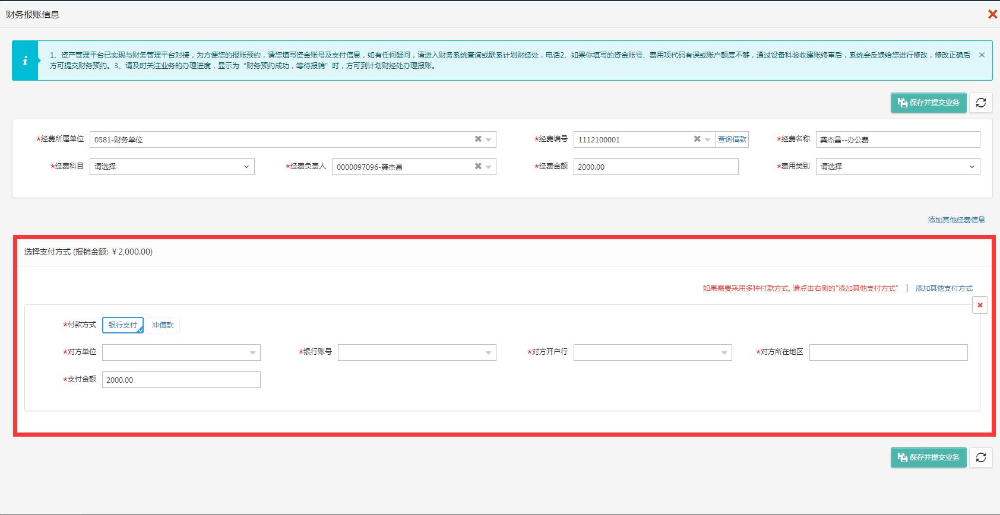 财务报账信息
1、资产管理平台已实现与财务管理平台对接，为方便您的报账预约，请您填写资金账号及支付信息，如有任何疑问，请进入财务系统查询或联系计划财经处，电话2、如果你填写的资金账号、费用项代码有误或账户额度不够，通过设备科验收建账终审后，系统会反馈给您进行修改，修改正确后
方可提交财务预约。3、请及时关注业务的办理进度，显示为“财务预约成功，等待报销”时，方可到计划财经处办理报账。
保存并提交业务
*经费所属单位 0581-财务单位 *经费编号 1112100001 查询借款 *经费名称 龚杰昌--办公费
*经费科目 请选择 *经费负责人 0000097096-龚杰昌 *经费金额 2000.00 *费用类别 请选择
添加其他经费信息
选择支付方式 (报销金额: ￥2,000.00)
如果需要采用多种付款方式, 请点击右侧的"添加其他支付方式" | 添加其他支付方式
*付款方式 银行支付 冲借款
*对方单位 *银行账号 *对方开户行 *对方所在地区
*支付金额 2000.00
保存并提交业务